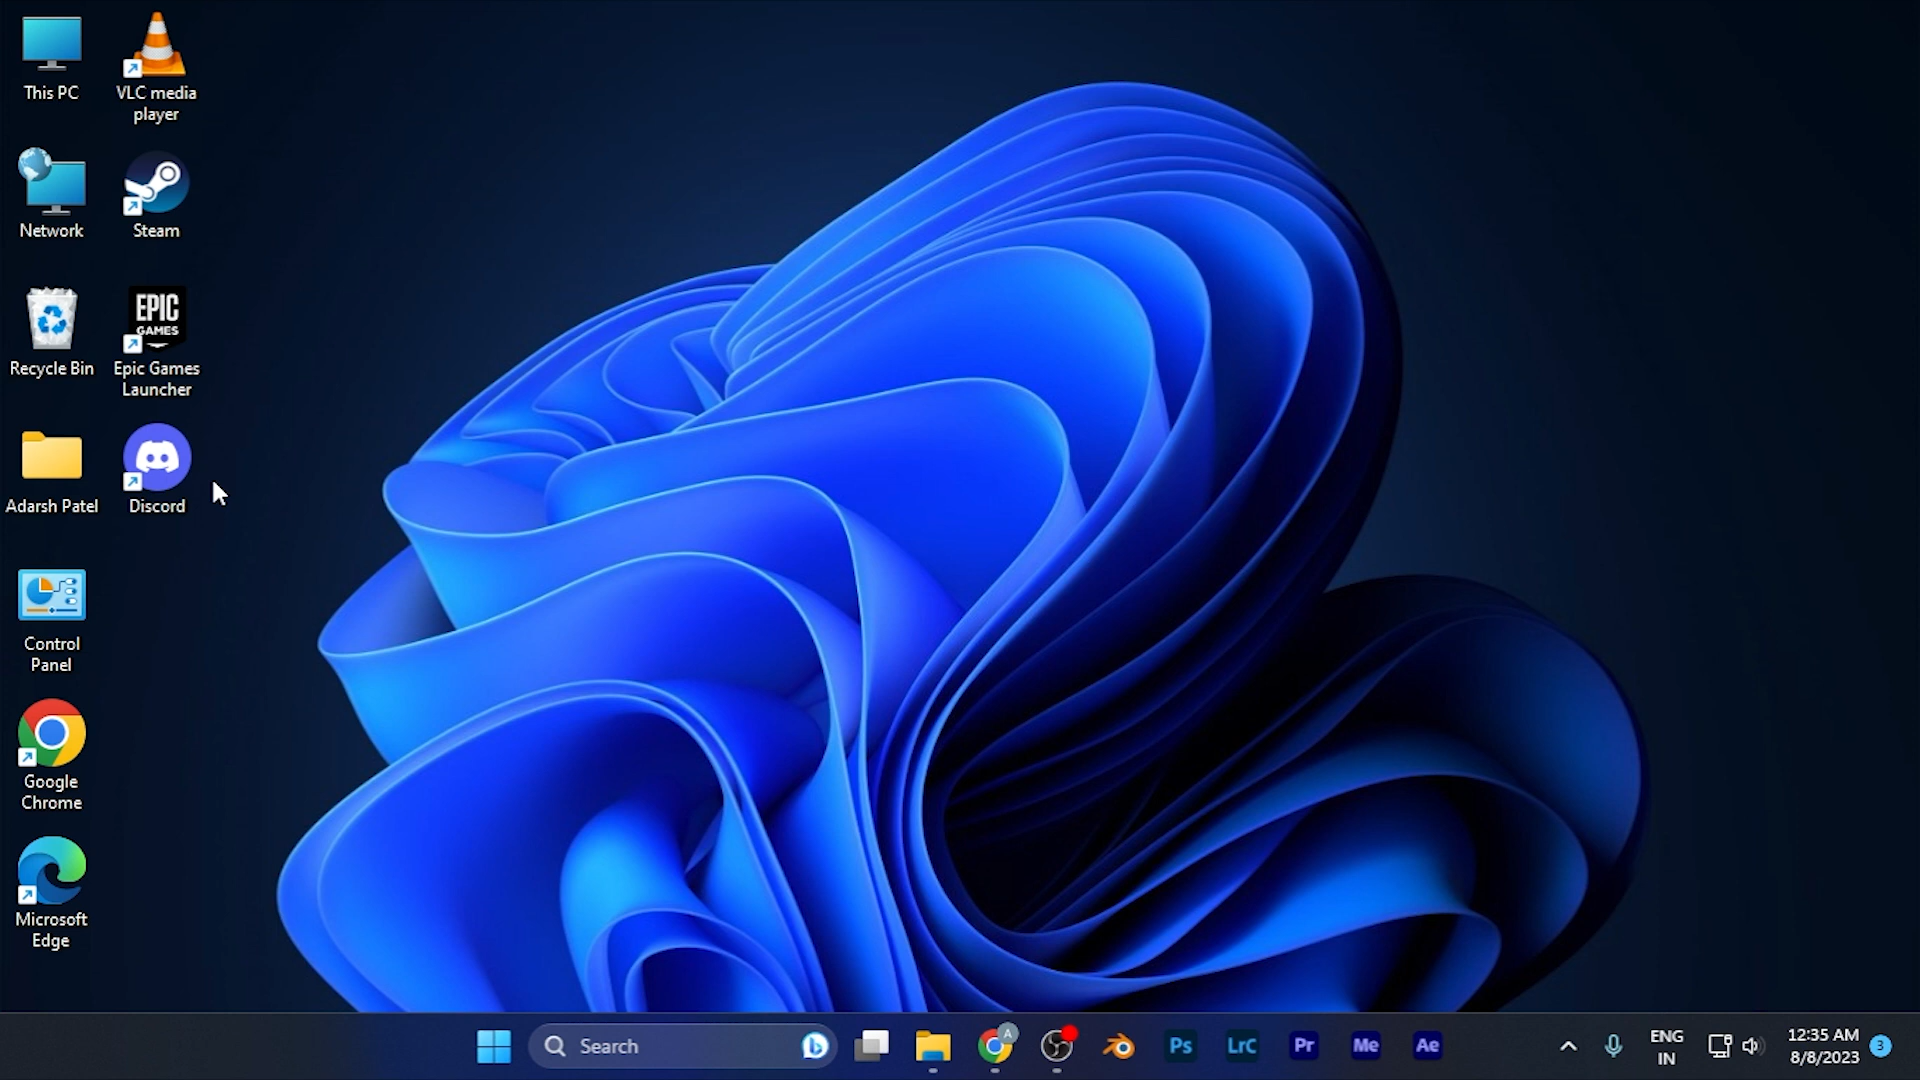 This PC
VLC media
player
Network
Steam
Recycle Bin
EPIC
GAMES
Epic Games
Launcher
Adarsh Patel
Discord
Control
Panel
Google
Chrome
Microsoft
Edge
Search
A
Ps
LrC
Pr
Me
Ae
ENG
IN
12:35 AM
8/8/2023
3